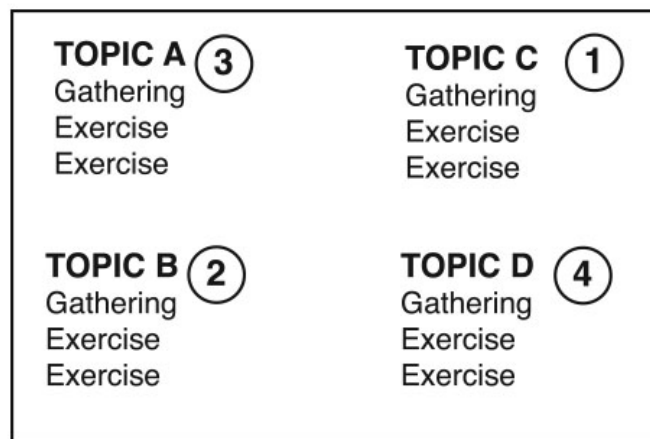 TOPIC A 3
Gathering
Exercise
Exercise
TOPIC B 2
Gathering
Exercise
Exercise
TOPIC C 1
Gathering
Exercise
Exercise
TOPIC D 4
Gathering
Exercise
Exercise